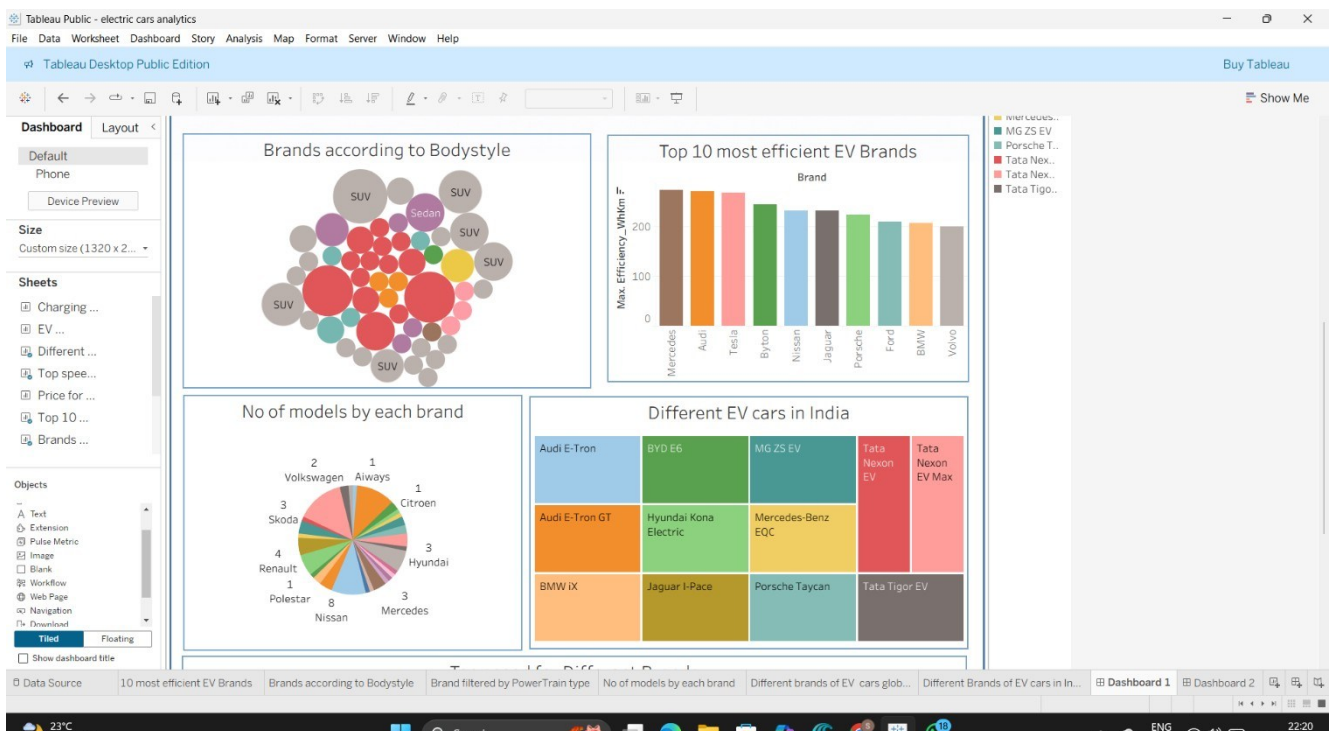 Tableau Public - electric cars analytics
File Data Worksheet Dashboard Story Analysis Map Format Server Window Help
Tableau Desktop Public Edition
Buy Tableau
Show Me
Dashboard Layout
Default
Phone
Device Preview
Size
Custom size (1320 x 2...
Sheets
Charging ...
EV ...
Different ...
Top spee...
Price for ...
Top 10 ...
Brands ...
Objects
Text
Extension
Pulse Metric
Image
Blank
Workflow
Web Page
Navigation
Download
Tiled Floating
Show dashboard title
Brands according to Bodystyle
SUV
SUV
Sedan
SUV
SUV
SUV
SUV
Top 10 most efficient EV Brands
Brand
Max. Efficiency_WhKm
200
100
0
Mercedes
Audi
Tesla
Byton
Nissan
Jaguar
Porsche
Ford
BMW
Volvo
Mercedes..
MG ZS EV
Porsche T..
Tata Nex..
Tata Nex..
Tata Tigo..
No of models by each brand
2
Volkswagen
1
Aiways
1
Citroen
3
Skoda
3
Hyundai
4
Renault
1
Polestar
8
Nissan
3
Mercedes
Different EV cars in India
Audi E-Tron
BYD E6
MG ZS EV
Tata
Nexon
EV
Tata
Nexon
EV Max
Audi E-Tron GT
Hyundai Kona
Electric
Mercedes-Benz
EQC
BMW iX
Jaguar I-Pace
Porsche Taycan
Tata Tigor EV
Data Source
10 most efficient EV Brands
Brands according to Bodystyle
Brand filtered by PowerTrain type
No of models by each brand
Different brands of EV cars glob...
Different Brands of EV cars in In...
Dashboard 1
Dashboard 2
23°C
18
ENG
22:20